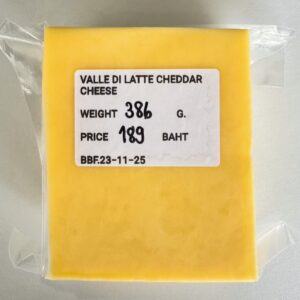 VALLE DI LATTE CHEDDAR
CHEESE
WEIGHT 386 G.
PRICE 189 BAHT
BBF.23-11-25